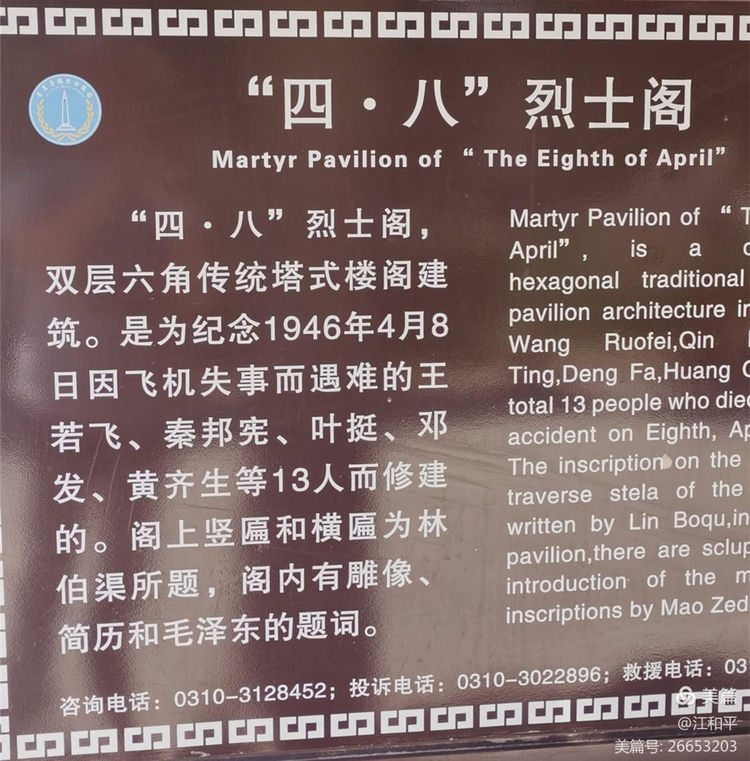 “四·八”烈士阁
Martyr Pavilion of “ The Eighth of April”
“四·八”烈士阁，
双层六角传统塔式楼阁建
筑。是为纪念1946年4月8
日因飞机失事而遇难的王
若飞、秦邦宪、叶挺、邓
发、黄齐生等13人而修建
的。阁上竖匾和横匾为林
伯渠所题，阁内有雕像、
简历和毛泽东的题词。
Martyr Pavilion of “
April”, is a
hexagonal traditional
pavilion architecture
Wang Ruofei,Qin
Ting,Deng Fa,Huang
total 13 people who died
accident on Eighth,
The inscription on the
traverse stela of the
written by Lin Boqu,
pavilion,there are
introduction of the
inscriptions by Mao
咨询电话：0310-3128452；投诉电话：0310-3022896；救援电话：
美篇
@江和平
美篇号: 26653203